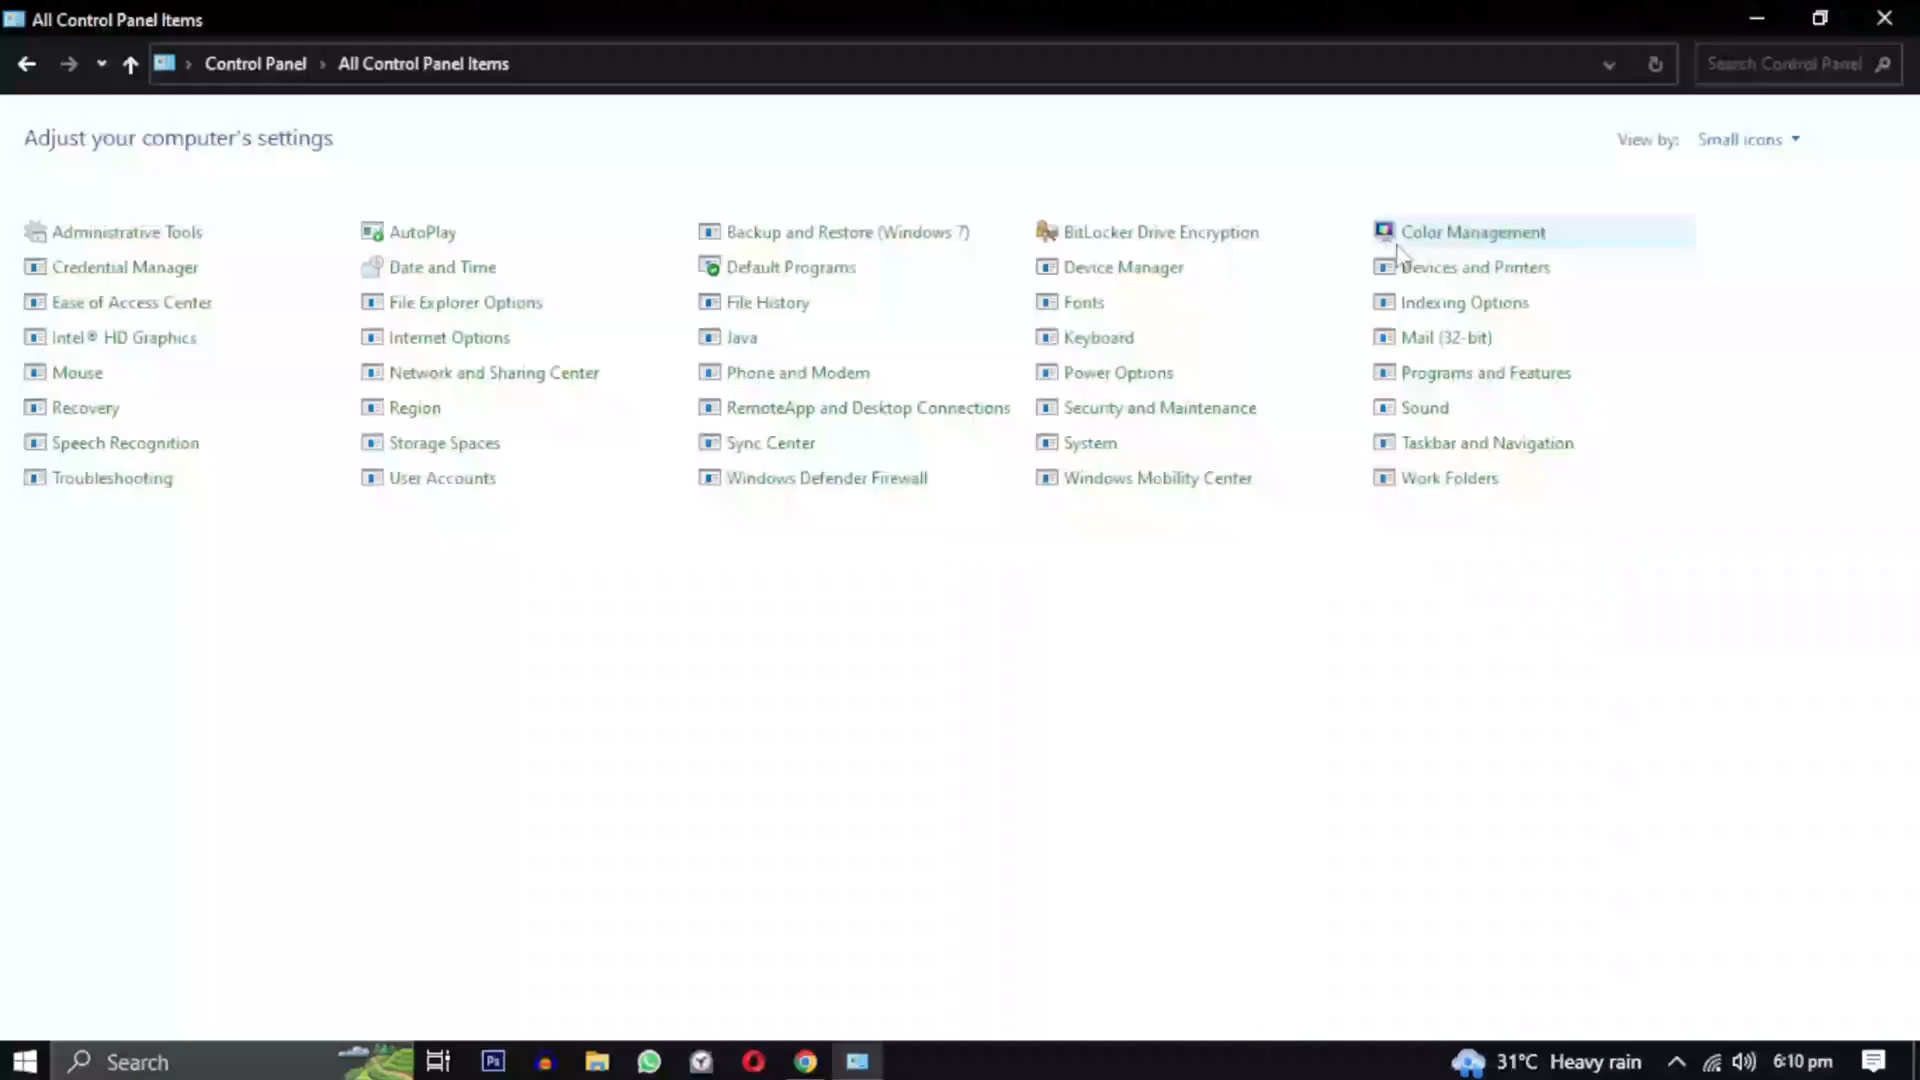 All Control Panel Items
Control Panel > All Control Panel Items
Search Control Panel
Adjust your computer's settings
View by: Small icons
Administrative Tools
AutoPlay
Backup and Restore (Windows 7)
BitLocker Drive Encryption
Color Management
Credential Manager
Date and Time
Default Programs
Device Manager
Devices and Printers
Ease of Access Center
File Explorer Options
File History
Fonts
Indexing Options
Intel® HD Graphics
Internet Options
Java
Keyboard
Mail (32-bit)
Mouse
Network and Sharing Center
Phone and Modem
Power Options
Programs and Features
Recovery
Region
RemoteApp and Desktop Connections
Security and Maintenance
Sound
Speech Recognition
Storage Spaces
Sync Center
System
Taskbar and Navigation
Troubleshooting
User Accounts
Windows Defender Firewall
Windows Mobility Center
Work Folders
Search
Ps
31°C Heavy rain
6:10 pm